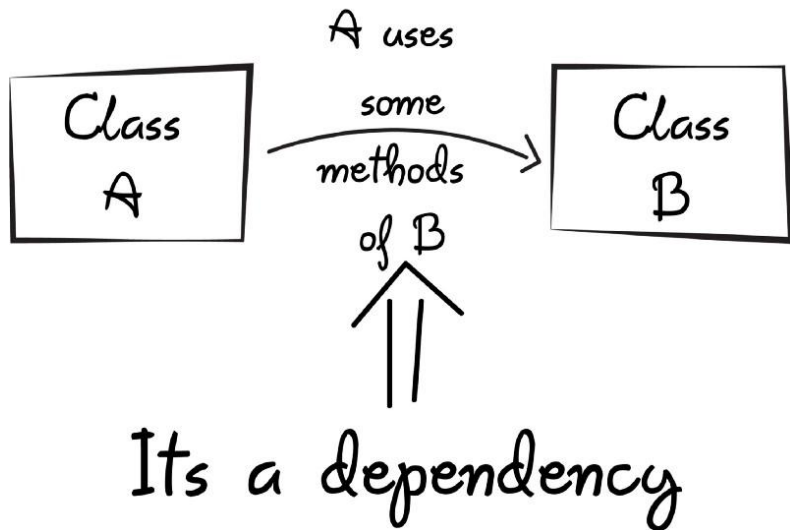 A uses
some
methods
of B
Class
A
Class
B
Its a dependency